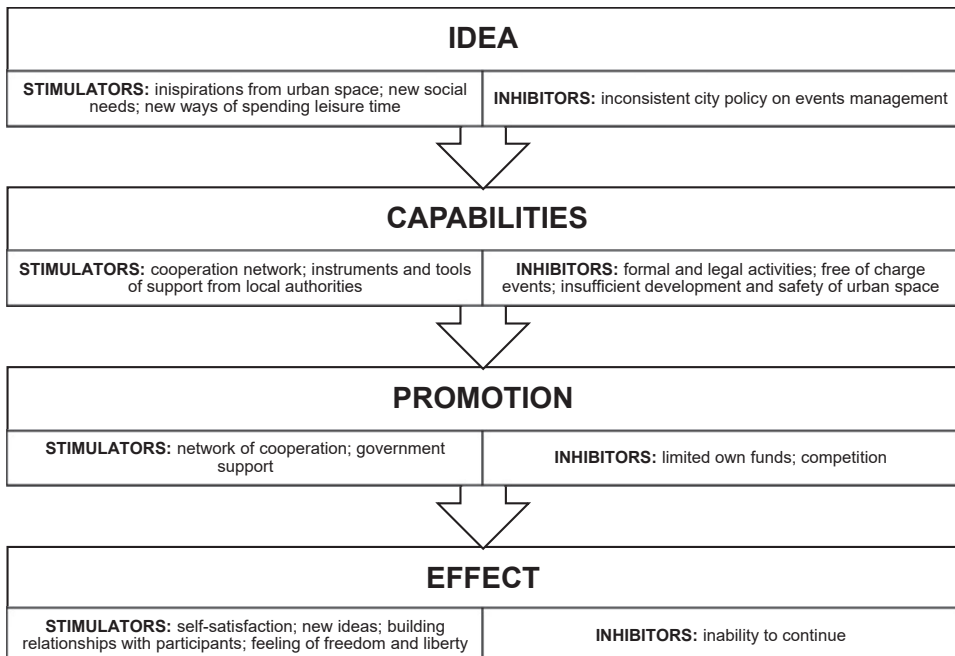 IDEA
STIMULATORS: inispirations from urban space; new social
needs; new ways of spending leisure time
INHIBITORS: inconsistent city policy on events management
CAPABILITIES
STIMULATORS: cooperation network; instruments and tools
of support from local authorities
INHIBITORS: formal and legal activities; free of charge
events; insufficient development and safety of urban space
PROMOTION
STIMULATORS: network of cooperation; government
support
INHIBITORS: limited own funds; competition
EFFECT
STIMULATORS: self-satisfaction; new ideas; building
relationships with participants; feeling of freedom and liberty
INHIBITORS: inability to continue